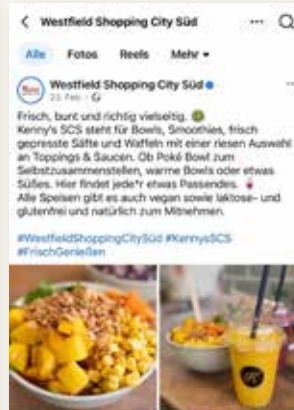 Westfield Shopping City Süd
Alle Fotos Reels Mehr
Westfield Shopping City Süd
23. Feb.
Frisch, bunt und richtig vielseitig.
Kenny's SCS steht für Bowls, Smoothies, frisch
gepresste Säfte und Waffeln mit einer riesen Auswahl
an Toppings & Saucen. Ob Poké Bowl zum
Selbstzusammenstellen, warme Bowls oder etwas
Süßes. Hier findet jede*r etwas Passendes.
Alle Speisen gibt es auch vegan sowie laktose- und
glutenfrei und natürlich zum Mitnehmen.
#WestfieldShoppingCitySüd #KennysSCS
#FrischGenießen